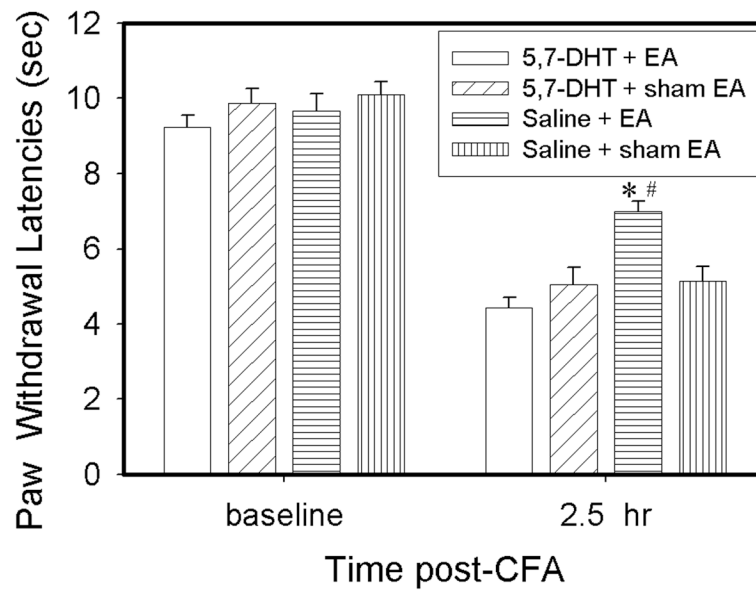 Paw Withdrawal Latencies (sec)
12
10
8
6
4
2
0
5,7-DHT + EA
5,7-DHT + sham EA
Saline + EA
Saline + sham EA
* #
baseline
2.5 hr
Time post-CFA